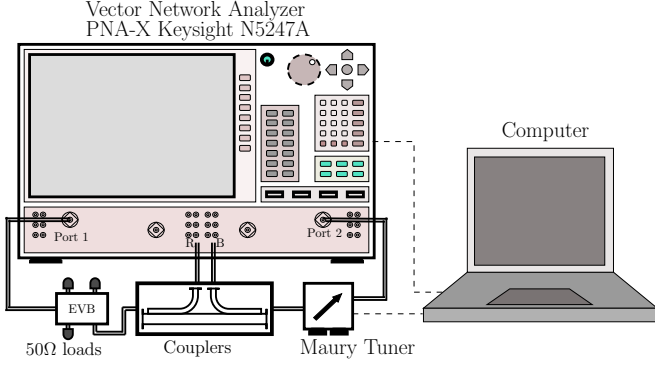 Vector Network Analyzer
PNA-X Keysight N5247A
Computer
Port 1
R
B
Port 2
EVB
50Ω loads
Couplers
Maury Tuner